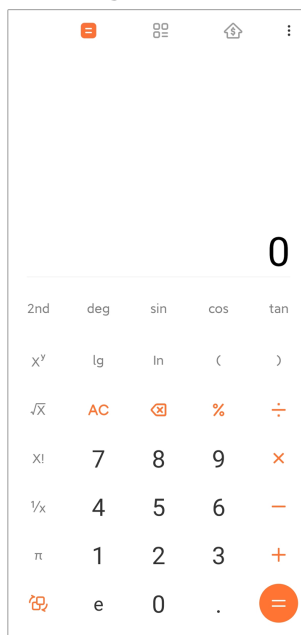 0
2nd deg sin cos tan
Xʸ lg ln ( )
√X AC % ÷
X! 7 8 9 ×
¹/x 4 5 6 −
π 1 2 3 +
e 0 . =